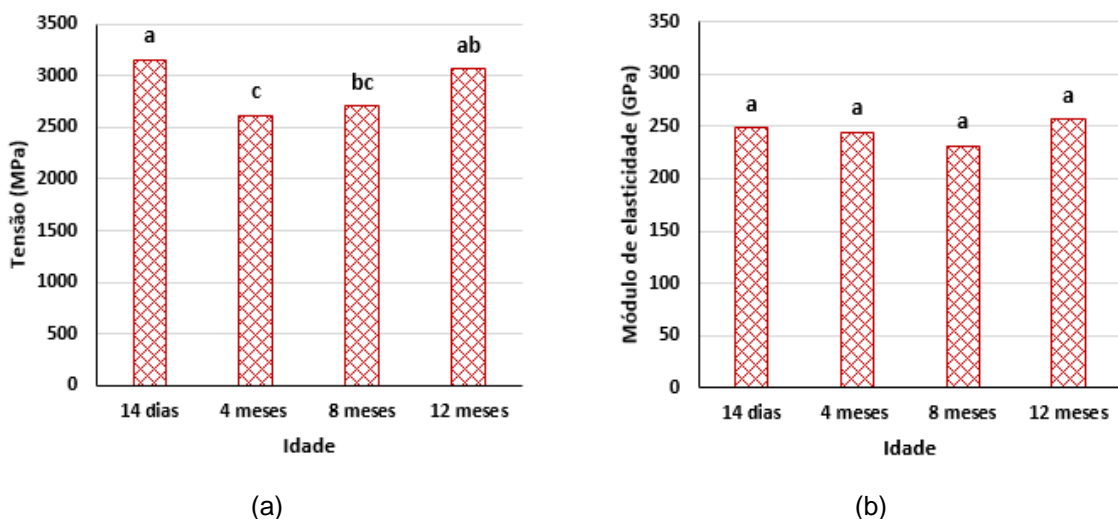 3500
3000
2500
2000
1500
1000
500
0
Tensão (MPa)
a
c
bc
ab
14 dias 4 meses 8 meses 12 meses
Idade
(a)
350
300
250
200
150
100
50
0
Módulo de elasticidade (GPa)
a
a
a
a
14 dias 4 meses 8 meses 12 meses
Idade
(b)